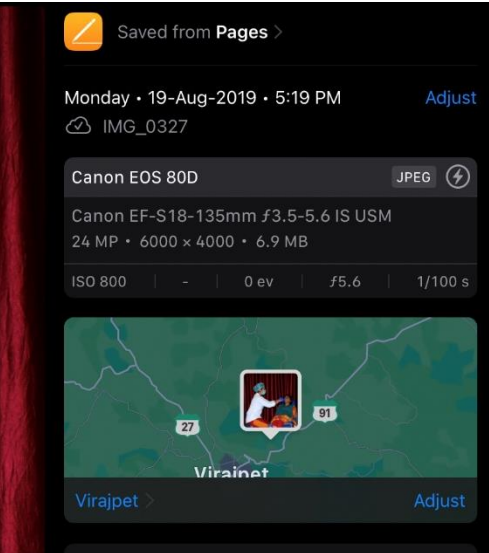 Saved from Pages >
Monday • 19-Aug-2019 • 5:19 PM Adjust
IMG_0327
Canon EOS 80D JPEG
Canon EF-S18-135mm ƒ3.5-5.6 IS USM
24 MP • 6000 × 4000 • 6.9 MB
ISO 800 | - | 0 ev | ƒ5.6 | 1/100 s
91
27
Virajpet
Virajpet > Adjust